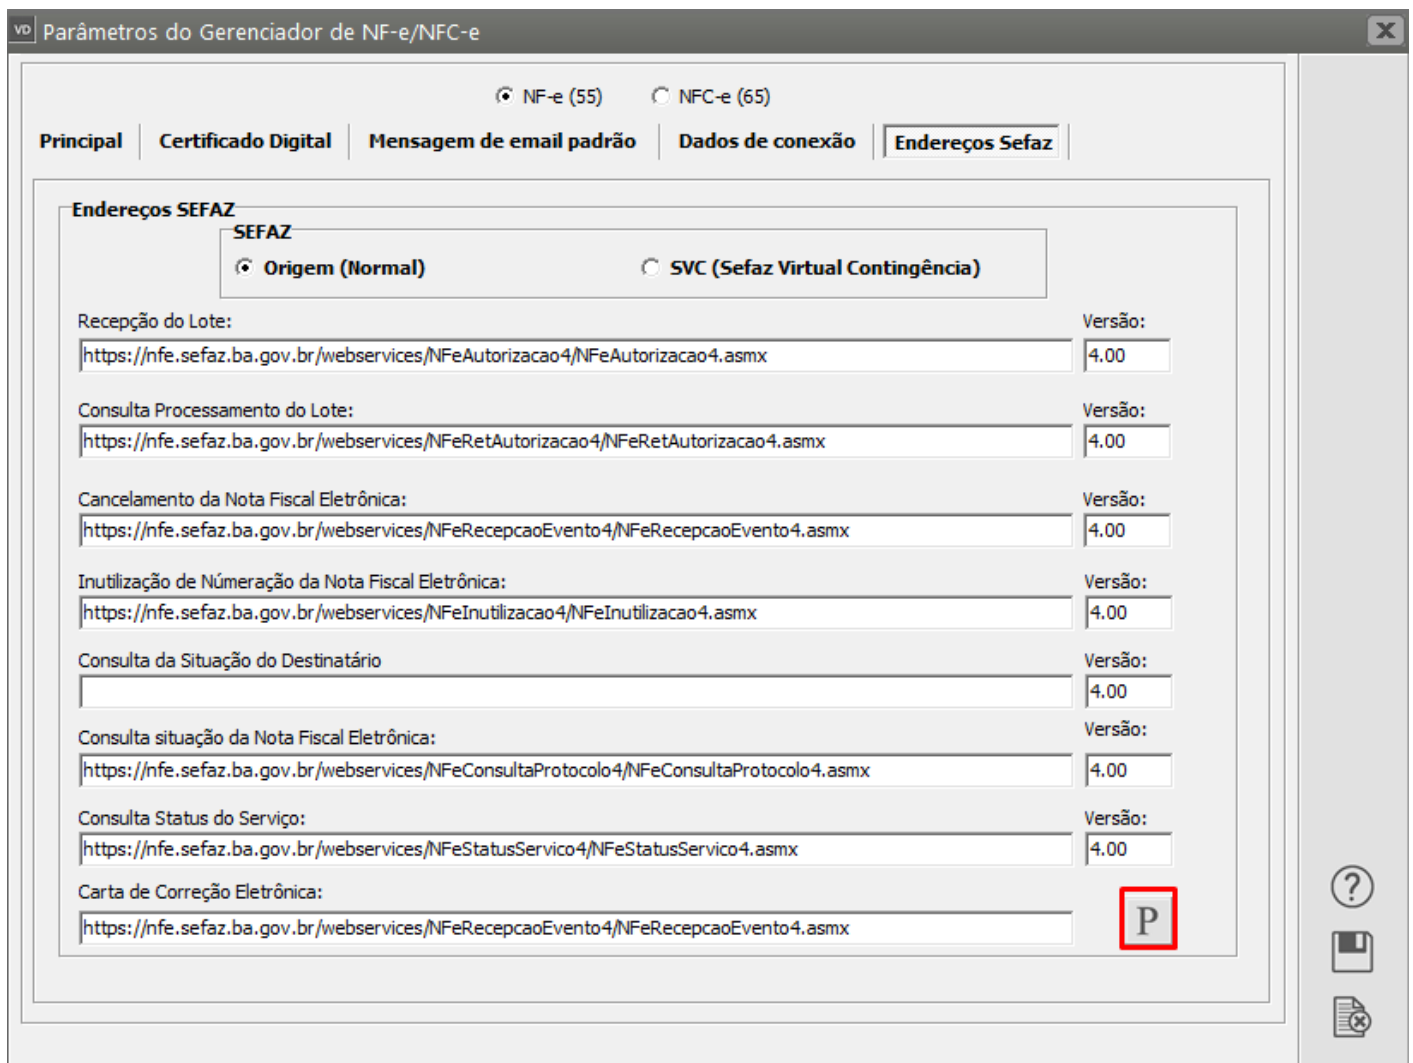 VD Parâmetros do Gerenciador de NF-e/NFC-e
NF-e (55) NFC-e (65)
Principal Certificado Digital Mensagem de email padrão Dados de conexão Endereços Sefaz
Endereços SEFAZ
SEFAZ
Origem (Normal) SVC (Sefaz Virtual Contingência)
Recepção do Lote: Versão:
https://nfe.sefaz.ba.gov.br/webservices/NFeAutorizacao4/NFeAutorizacao4.asmx 4.00
Consulta Processamento do Lote: Versão:
https://nfe.sefaz.ba.gov.br/webservices/NFeRetAutorizacao4/NFeRetAutorizacao4.asmx 4.00
Cancelamento da Nota Fiscal Eletrônica: Versão:
https://nfe.sefaz.ba.gov.br/webservices/NFeRecepcaoEvento4/NFeRecepcaoEvento4.asmx 4.00
Inutilização de Númeração da Nota Fiscal Eletrônica: Versão:
https://nfe.sefaz.ba.gov.br/webservices/NFeInutilizacao4/NFeInutilizacao4.asmx 4.00
Consulta da Situação do Destinatário Versão:
4.00
Consulta situação da Nota Fiscal Eletrônica: Versão:
https://nfe.sefaz.ba.gov.br/webservices/NFeConsultaProtocolo4/NFeConsultaProtocolo4.asmx 4.00
Consulta Status do Serviço: Versão:
https://nfe.sefaz.ba.gov.br/webservices/NFeStatusServico4/NFeStatusServico4.asmx 4.00
Carta de Correção Eletrônica:
https://nfe.sefaz.ba.gov.br/webservices/NFeRecepcaoEvento4/NFeRecepcaoEvento4.asmx P